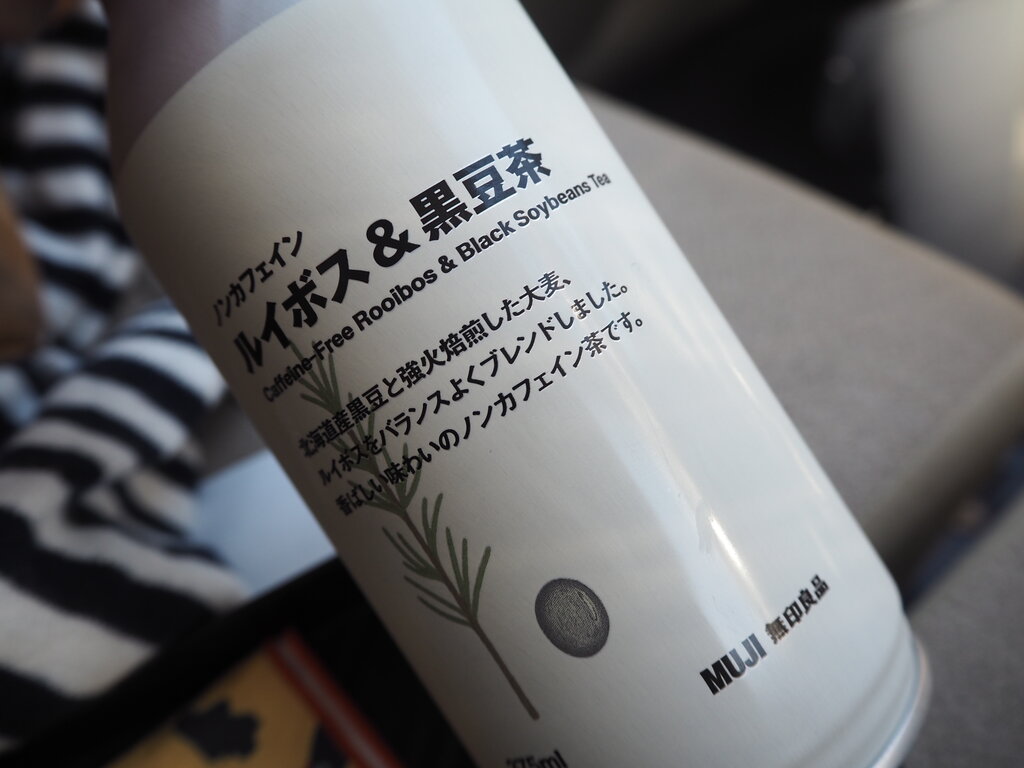 ノンカフェイン
ルイボス&黒豆茶
Caffeine-Free Rooibos & Black Soybeans Tea
北海道産黒豆と強火焙煎した大麦、
ルイボスをバランスよくブレンドしました。
香ばしい味わいのノンカフェイン茶です。
MUJI 無印良品
275ml